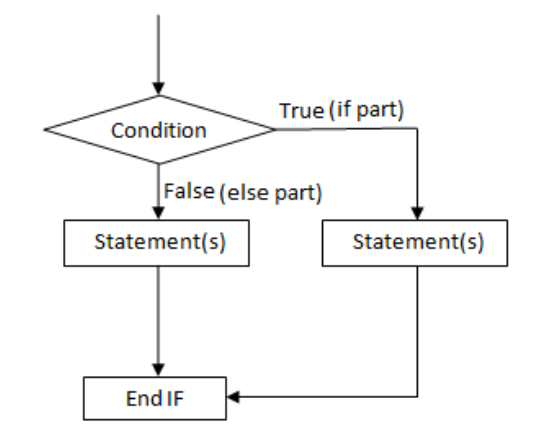 True (if part)
Condition
False (else part)
Statement(s)
Statement(s)
End IF